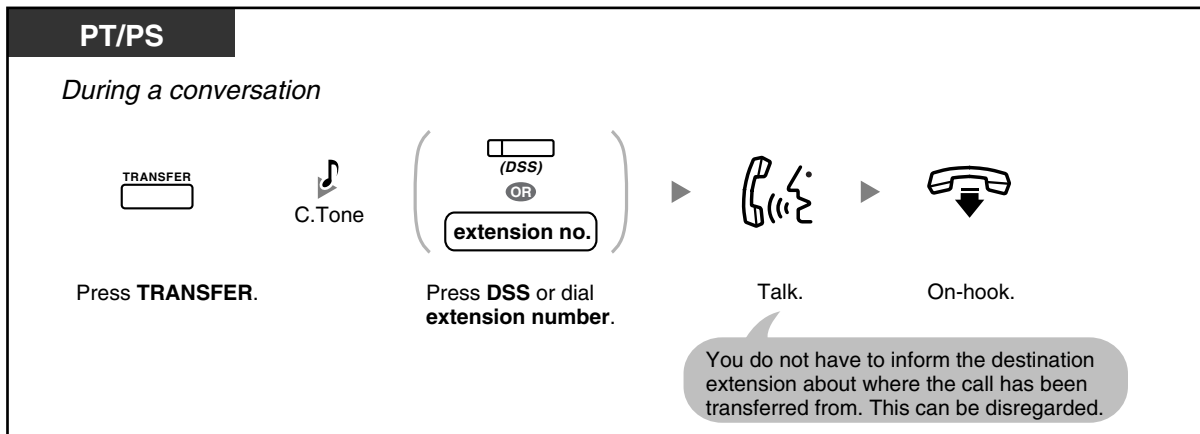 PT/PS
During a conversation
TRANSFER
C.Tone
(DSS)
OR
extension no.
Press TRANSFER.
Press DSS or dial
extension number.
Talk.
On-hook.
You do not have to inform the destination
extension about where the call has been
transferred from. This can be disregarded.